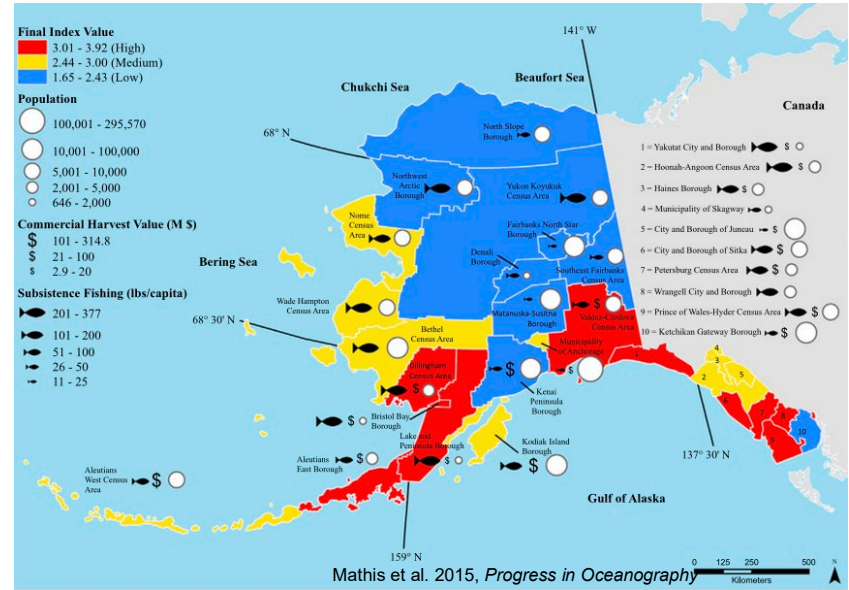 Final Index Value
3.01 - 3.92 (High)
2.44 - 3.00 (Medium)
1.65 - 2.43 (Low)
Population
100,001 - 295,570
10,001 - 100,000
5,001 - 10,000
2,001 - 5,000
646 - 2,000
Commercial Harvest Value (M $)
$ 101 - 314.8
$ 21 - 100
$ 2.9 - 20
Subsistence Fishing (lbs/capita)
201 - 377
101 - 200
51 - 100
26 - 50
11 - 25
141° W
Beaufort Sea
Chukchi Sea
68° N
Canada
North Slope
Borough
Northwest
Arctic
Borough
Yukon Koyukuk
Census Area
Nome
Census
Area
Fairbanks North Star
Borough
Denali
Borough
Southeast Fairbanks
Census Area
Bering Sea
Wade Hampton
Census Area
68° 30' N
Matanuska-Susitna
Borough
$
Valdez-Cordova
Census Area
Bethel
Census Area
Municipality
of Anchorage
$
Dillingham
Census Area
$
$
Kenai
Peninsula
Borough
$
Bristol Bay
Borough
Lake and
Peninsula Borough
$
Kodiak Island
Borough
$
Aleutians
East Borough
$
Aleutians
West Census
Area
$
1 = Yakutat City and Borough $
2 = Hoonah-Angoon Census Area $
3 = Haines Borough $
4 = Municipality of Skagway
5 = City and Borough of Juneau $
6 = City and Borough of Sitka $
7 = Petersburg Census Area $
8 = Wrangell City and Borough
9 = Prince of Wales-Hyder Census Area $
10 = Ketchikan Gateway Borough $
1
4
3
2
5
6
7
8
9
10
137° 30' N
Gulf of Alaska
159° N
Mathis et al. 2015, Progress in Oceanography
0 125 250 500
Kilometers
N